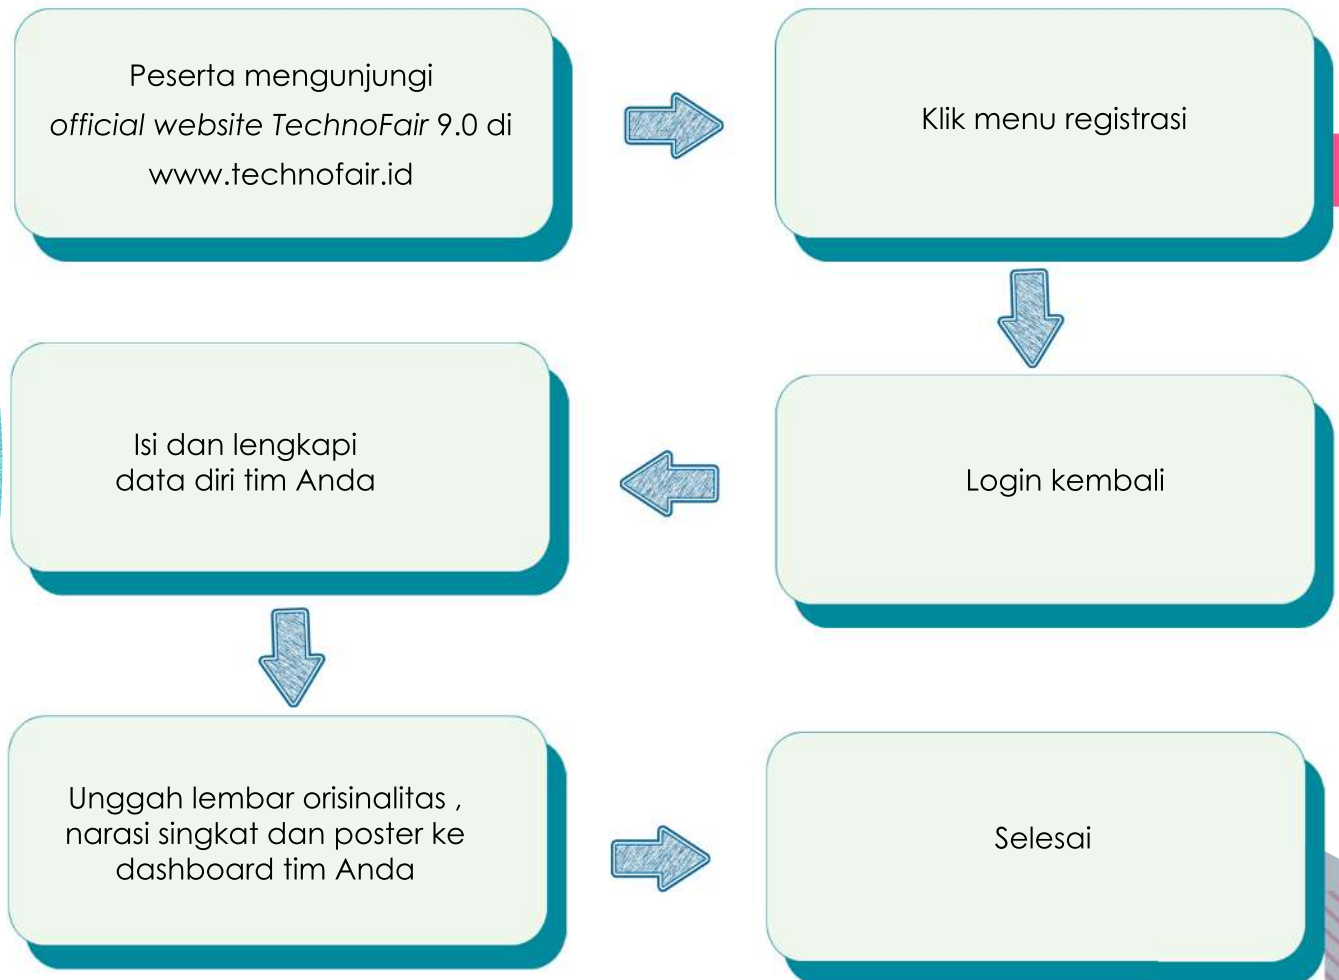 Peserta mengunjungi
official website TechnoFair 9.0 di
www.technofair.id
Klik menu registrasi
Login kembali
Isi dan lengkapi
data diri tim Anda
Unggah lembar orisinalitas ,
narasi singkat dan poster ke
dashboard tim Anda
Selesai